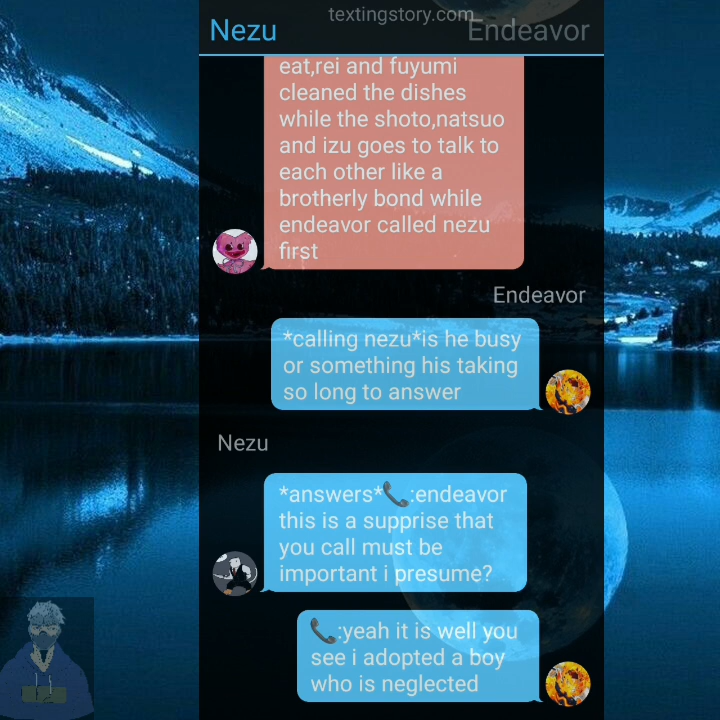 textingstory.com
Nezu
Endeavor
eat,rei and fuyumi
cleaned the dishes
while the shoto,natsuo
and izu goes to talk to
each other like a
brotherly bond while
endeavor called nezu
first
Endeavor
*calling nezu*is he busy
or something his taking
so long to answer
Nezu
*answers*📞:endeavor
this is a supprise that
you call must be
important i presume?
📞:yeah it is well you
see i adopted a boy
who is neglected